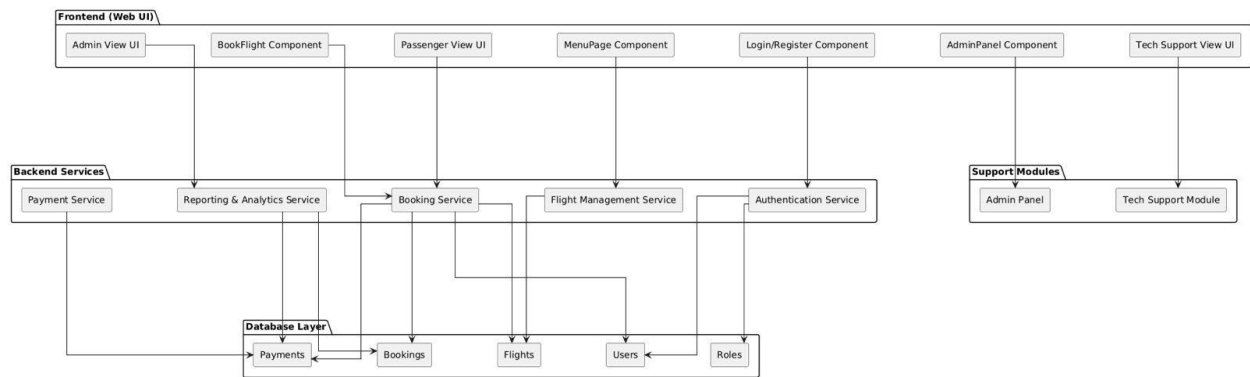 Frontend (Web UI)
Admin View UI
BookFlight Component
Passenger View UI
MenuPage Component
Login/Register Component
AdminPanel Component
Tech Support View UI
Backend Services
Payment Service
Reporting & Analytics Service
Booking Service
Flight Management Service
Authentication Service
Support Modules
Admin Panel
Tech Support Module
Database Layer
Payments
Bookings
Flights
Users
Roles